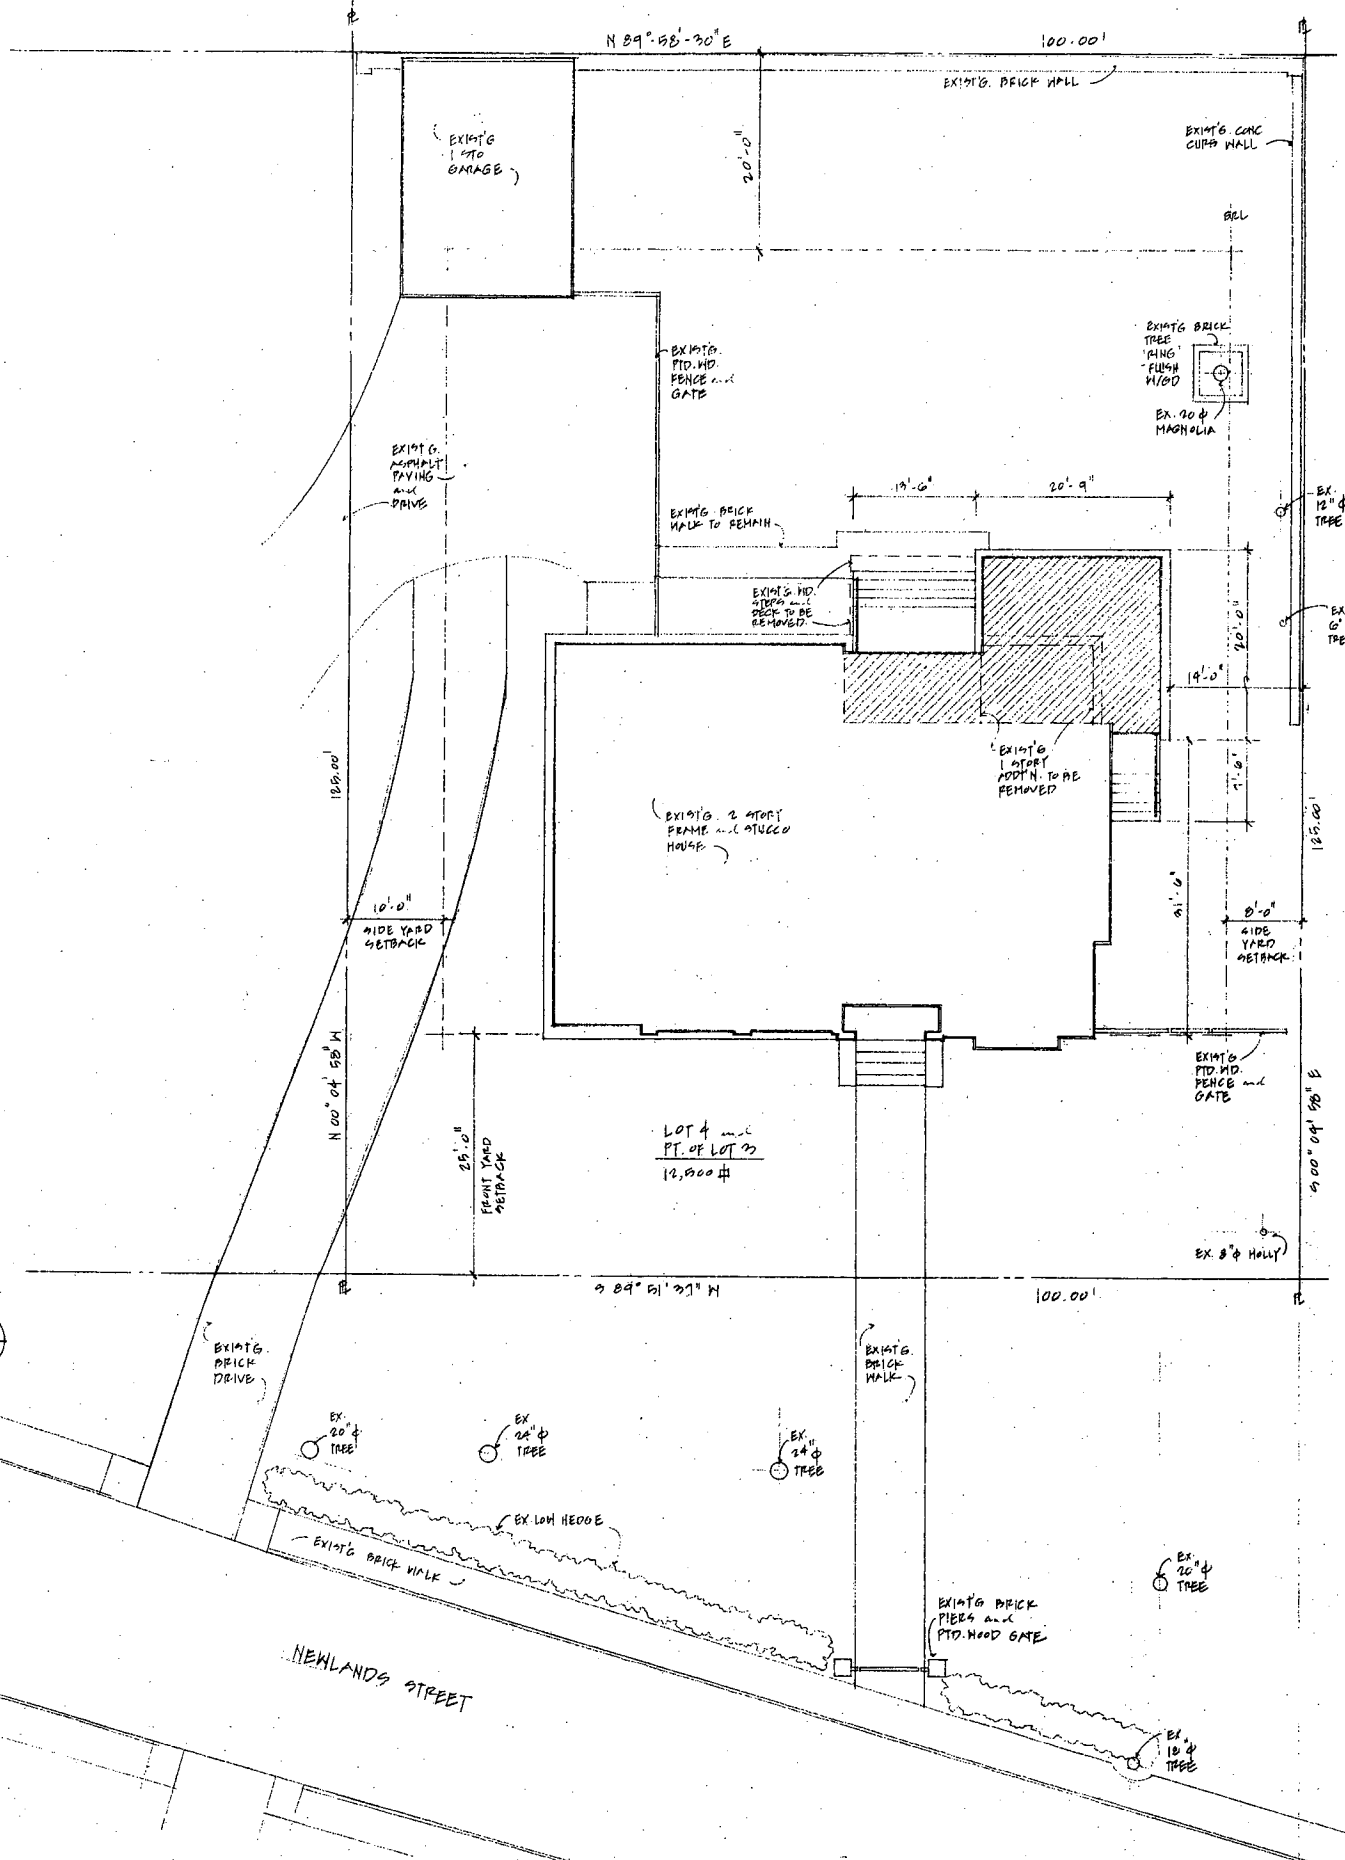 N 89°-58'-30" E
100.00'
EXIST'G. BRICK WALL
EXIST'G
1 STO
GARAGE
20'-0"
EXIST'G. CONC
CURB WALL
BRL
EXIST'G.
PTD. WD.
FENCE and
GATE
EXIST'G BRICK
TREE
'RING'
FLUSH
W/GD
EX. 20"ϕ
MAGNOLIA
EXIST'G.
ASPHALT
PAVING
and
DRIVE
13'-6"
20'-9"
EX.
12"ϕ
TREE
EXIST'G BRICK
WALK TO REMAIN
EXIST'G. WD.
STEPS and
DECK TO BE
REMOVED
EX
6"
TRE
20'-0"
14'-0"
EXIST'G
1 STORY
ADDT'N. TO BE
REMOVED
125.00'
EXIST'G. 2 STORY
FRAME and STUCCO
HOUSE
125.00'
31'-6"
10'-0"
SIDE YARD
SETBACK
8'-0"
SIDE
YARD
SETBACK
N 00° 04' 58" W
EXIST'G
PTD. WD.
FENCE and
GATE
S 00° 04' 58" E
25'-0"
FRONT YARD
SETBACK
LOT 4 and
PT. OF LOT 3
12,500 ⏍
EX. 8"ϕ HOLLY
100.00'
EXIST'G.
BRICK
DRIVE
EXIST'G.
BRICK
WALK
EX.
20"ϕ
TREE
EX
24"ϕ
TREE
EX.
24"ϕ
TREE
EX. LOW HEDGE
EXIST'G BRICK WALK
EX.
20"ϕ
TREE
EXIST'G BRICK
PIERS and
PTD. WOOD GATE
NEWLANDS STREET
EX.
TREE